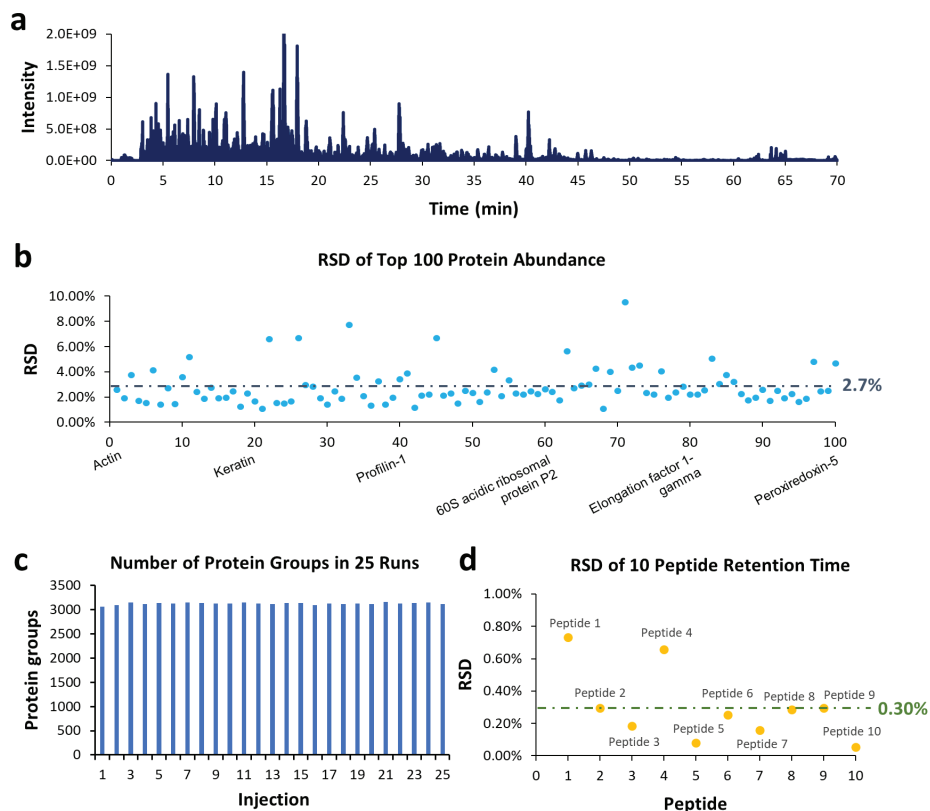 a
2.0E+09
1.5E+09
1.0E+09
5.0E+08
0.0E+00
Intensity
0 5 10 15 20 25 30 35 40 45 50 55 60 65 70
Time (min)
b
RSD of Top 100 Protein Abundance
10.00%
8.00%
6.00%
4.00%
2.00%
0.00%
RSD
2.7%
0 10 20 30 40 50 60 70 80 90 100
Actin
Keratin
Profilin-1
60S acidic ribosomal
protein P2
Elongation factor 1-
gamma
Peroxiredoxin-5
c
Number of Protein Groups in 25 Runs
3500
3000
2500
2000
1500
1000
500
0
Protein groups
1 3 5 7 9 11 13 15 17 19 21 23 25
Injection
d
RSD of 10 Peptide Retention Time
1.00%
0.80%
0.60%
0.40%
0.20%
0.00%
RSD
Peptide 1
Peptide 4
Peptide 2
Peptide 6
Peptide 8
Peptide 9
0.30%
Peptide 3
Peptide 5
Peptide 7
Peptide 10
0 1 2 3 4 5 6 7 8 9 10
Peptide